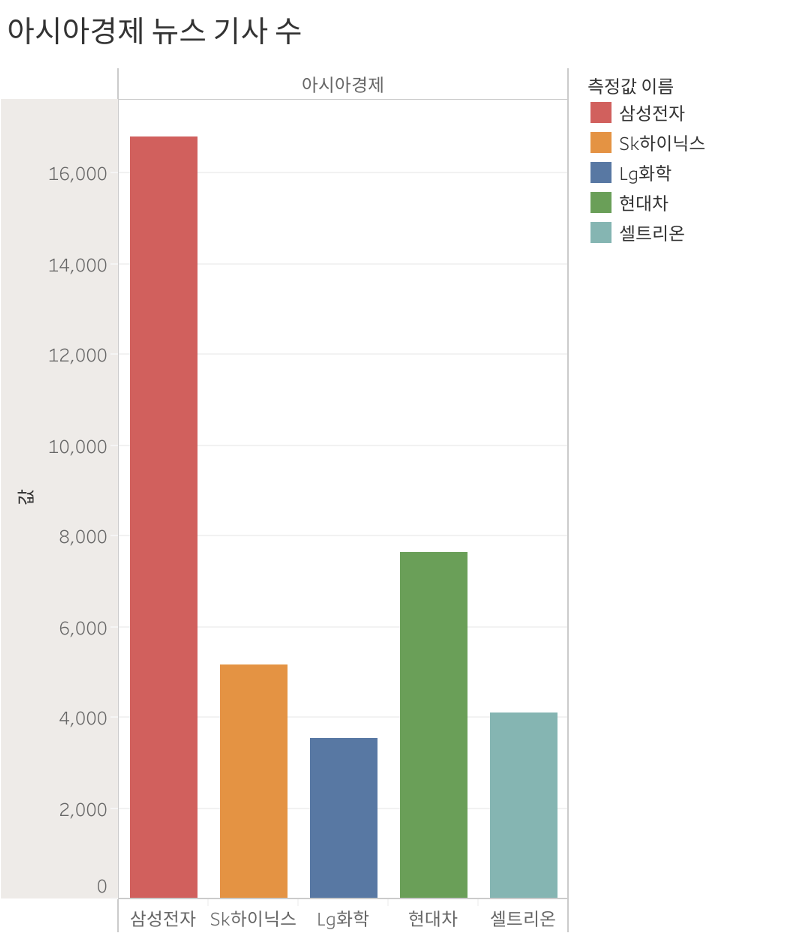 아시아경제 뉴스 기사 수
아시아경제
측정값 이름
삼성전자
Sk하이닉스
Lg화학
현대차
셀트리온
16,000
14,000
12,000
10,000
8,000
6,000
4,000
2,000
0
값
삼성전자 Sk하이닉스 Lg화학 현대차 셀트리온